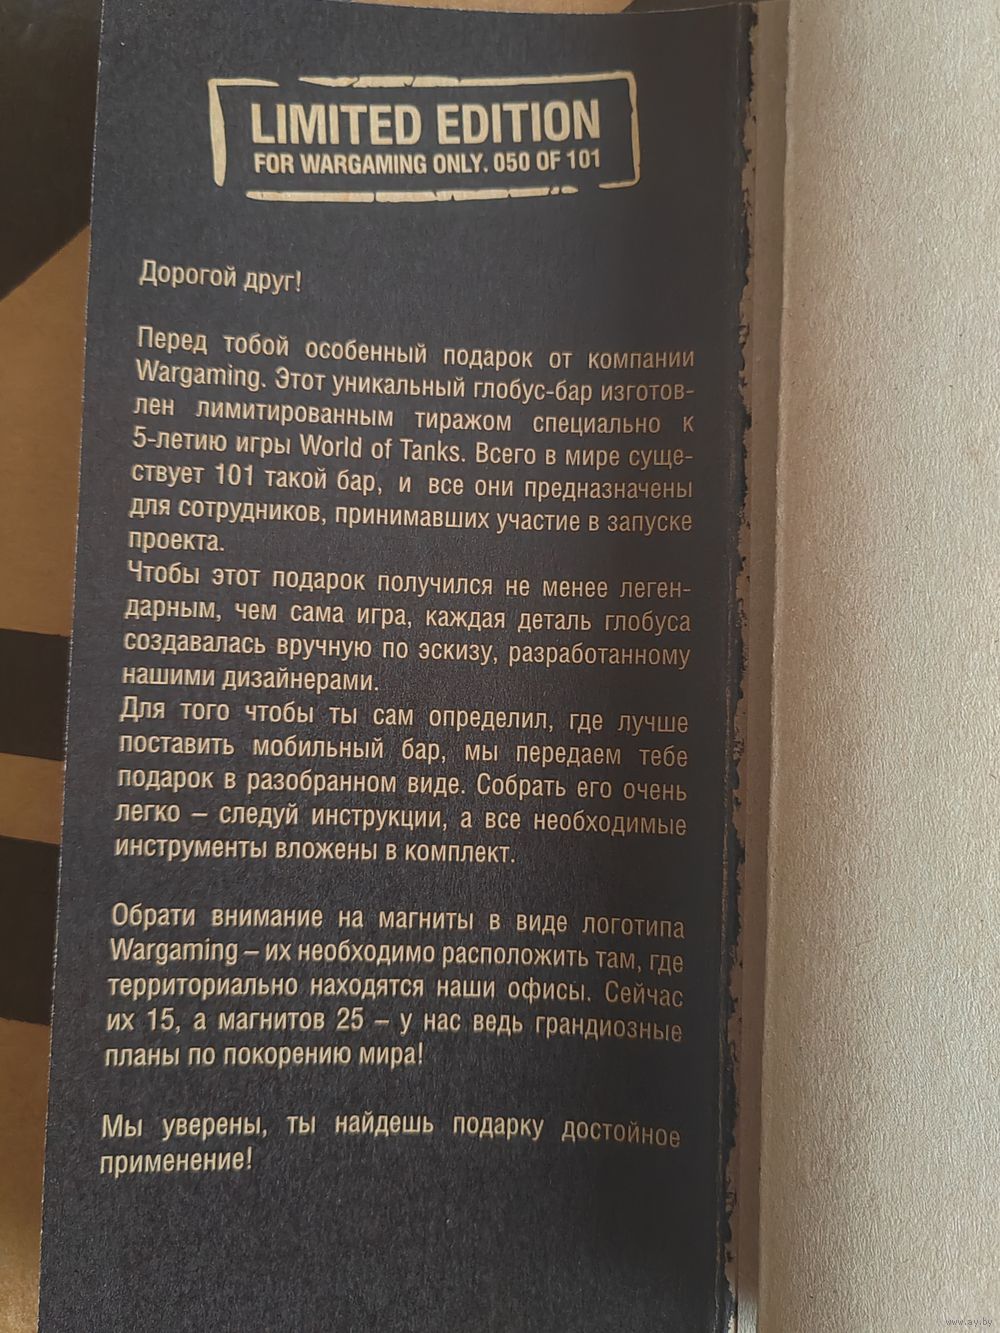 LIMITED EDITION
FOR WARGAMING ONLY. 050 OF 101
Дорогой друг!
Перед тобой особенный подарок от компании
Wargaming. Этот уникальный глобус-бар изготов-
лен лимитированным тиражом специально к
5-летию игры World of Tanks. Всего в мире суще-
ствует 101 такой бар, и все они предназначены
для сотрудников, принимавших участие в запуске
проекта.
Чтобы этот подарок получился не менее леген-
дарным, чем сама игра, каждая деталь глобуса
создавалась вручную по эскизу, разработанному
нашими дизайнерами.
Для того чтобы ты сам определил, где лучше
поставить мобильный бар, мы передаем тебе
подарок в разобранном виде. Собрать его очень
легко – следуй инструкции, а все необходимые
инструменты вложены в комплект.
Обрати внимание на магниты в виде логотипа
Wargaming – их необходимо расположить там, где
территориально находятся наши офисы. Сейчас
их 15, а магнитов 25 – у нас ведь грандиозные
планы по покорению мира!
Мы уверены, ты найдешь подарку достойное
применение!
www.ay.by